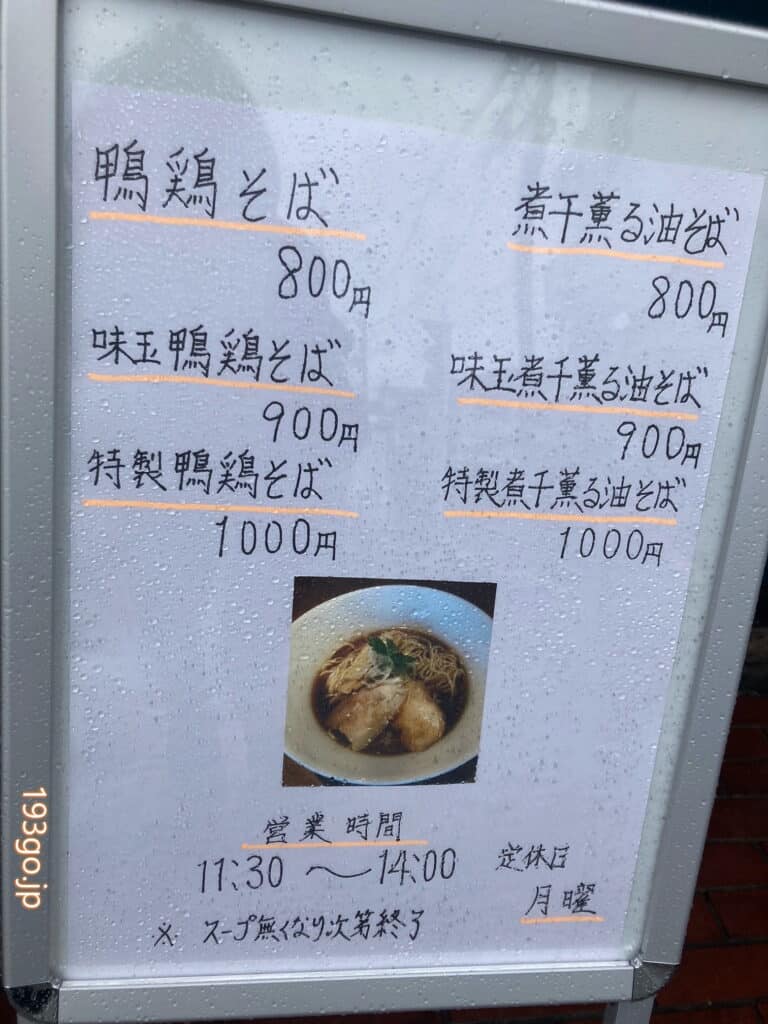 鴨鶏そば
800円
味玉鴨鶏そば
900円
特製鴨鶏そば
1000円
煮干薫る油そば
800円
味玉煮干薫る油そば
900円
特製煮干薫る油そば
1000円
営業時間
11:30 〜 14:00
定休日
月曜
※ スープ無くなり次第終了
193go.jp